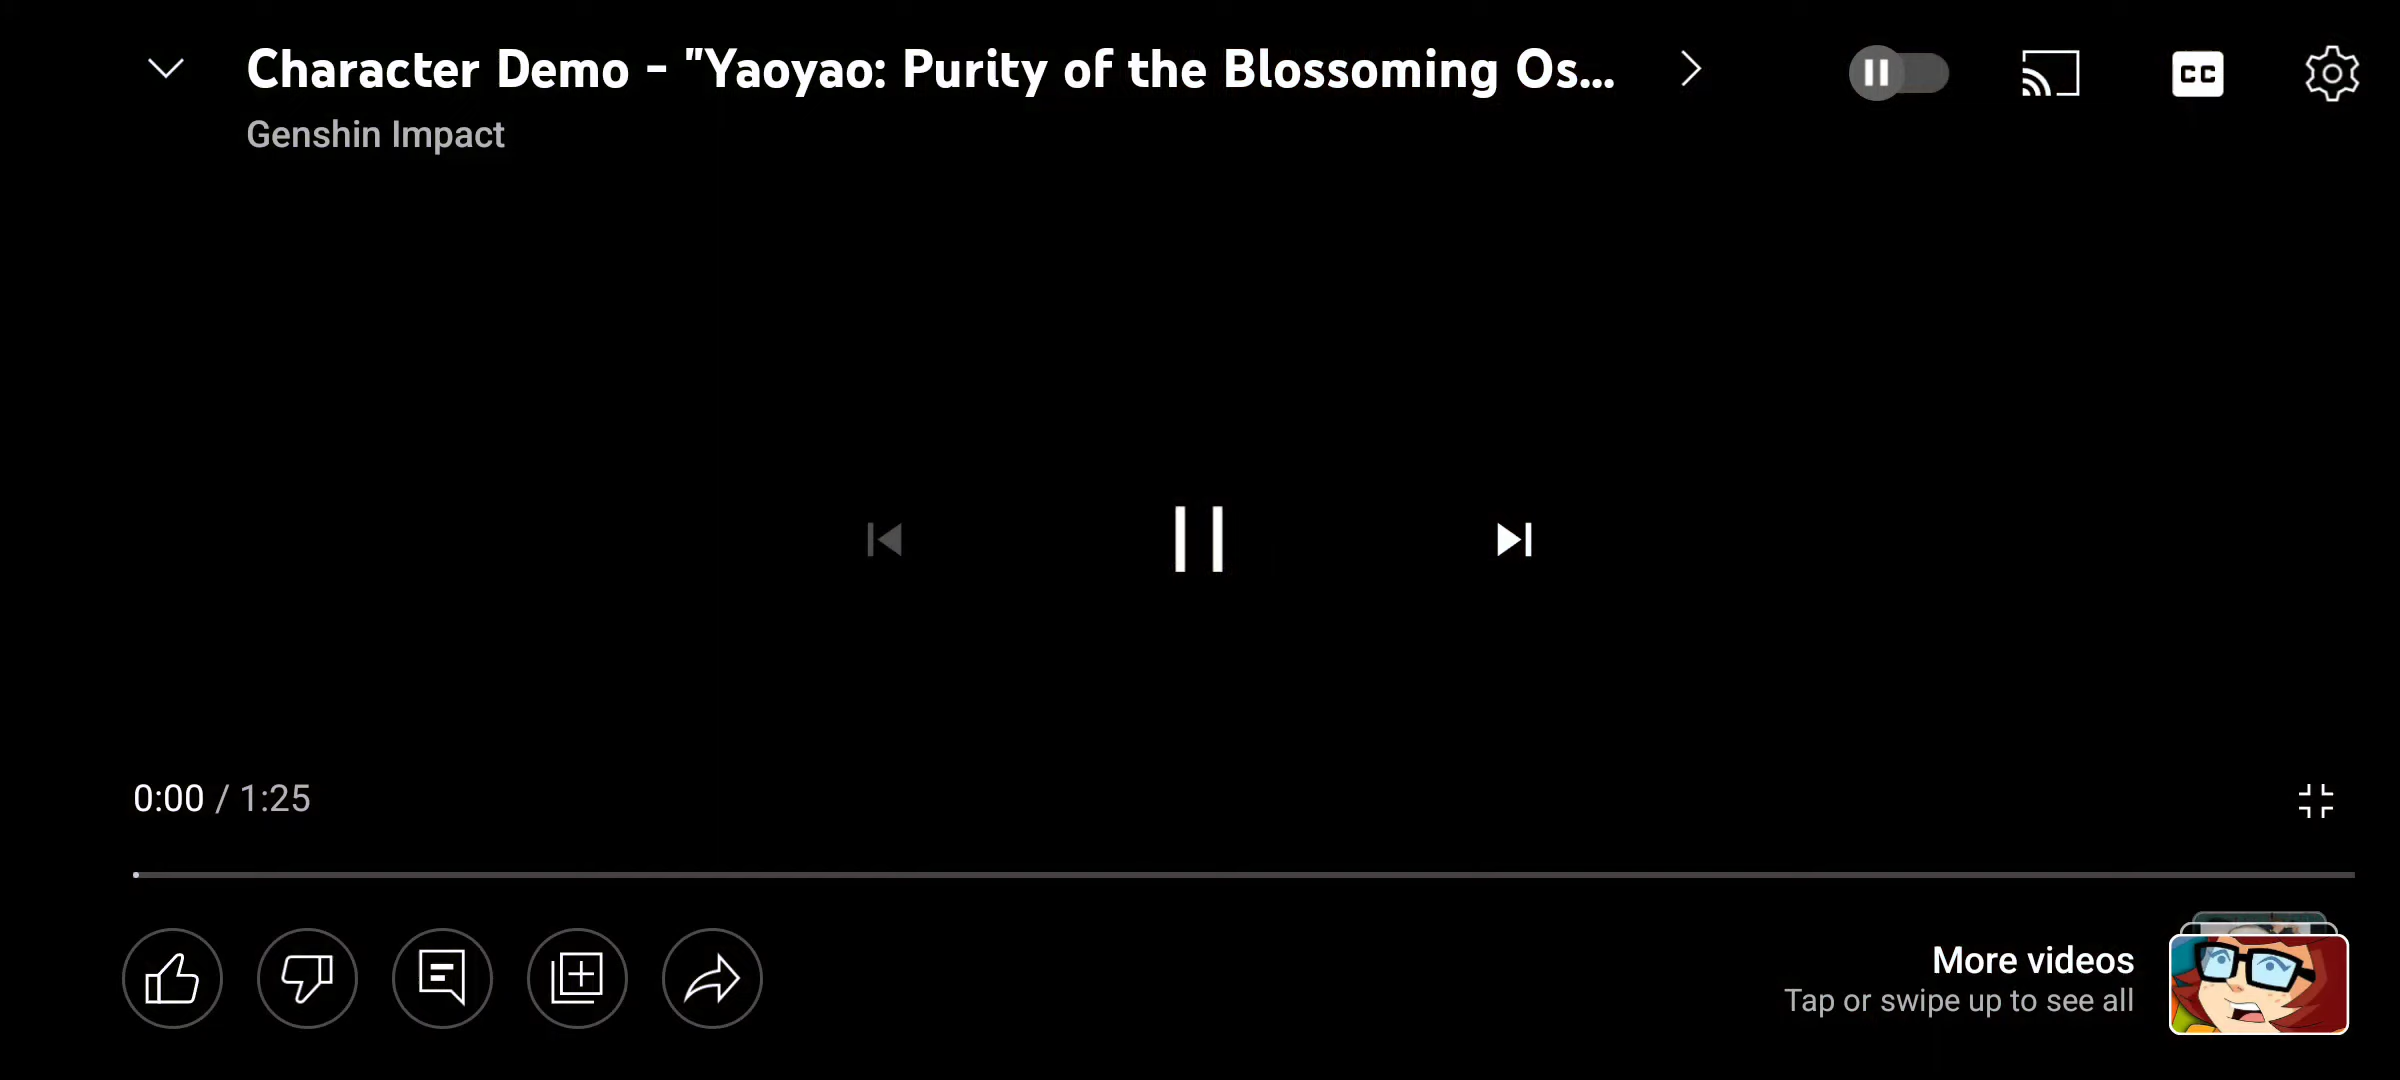 Character Demo - "Yaoyao: Purity of the Blossoming Os...
Genshin Impact
CC
0:00 / 1:25
More videos
Tap or swipe up to see all